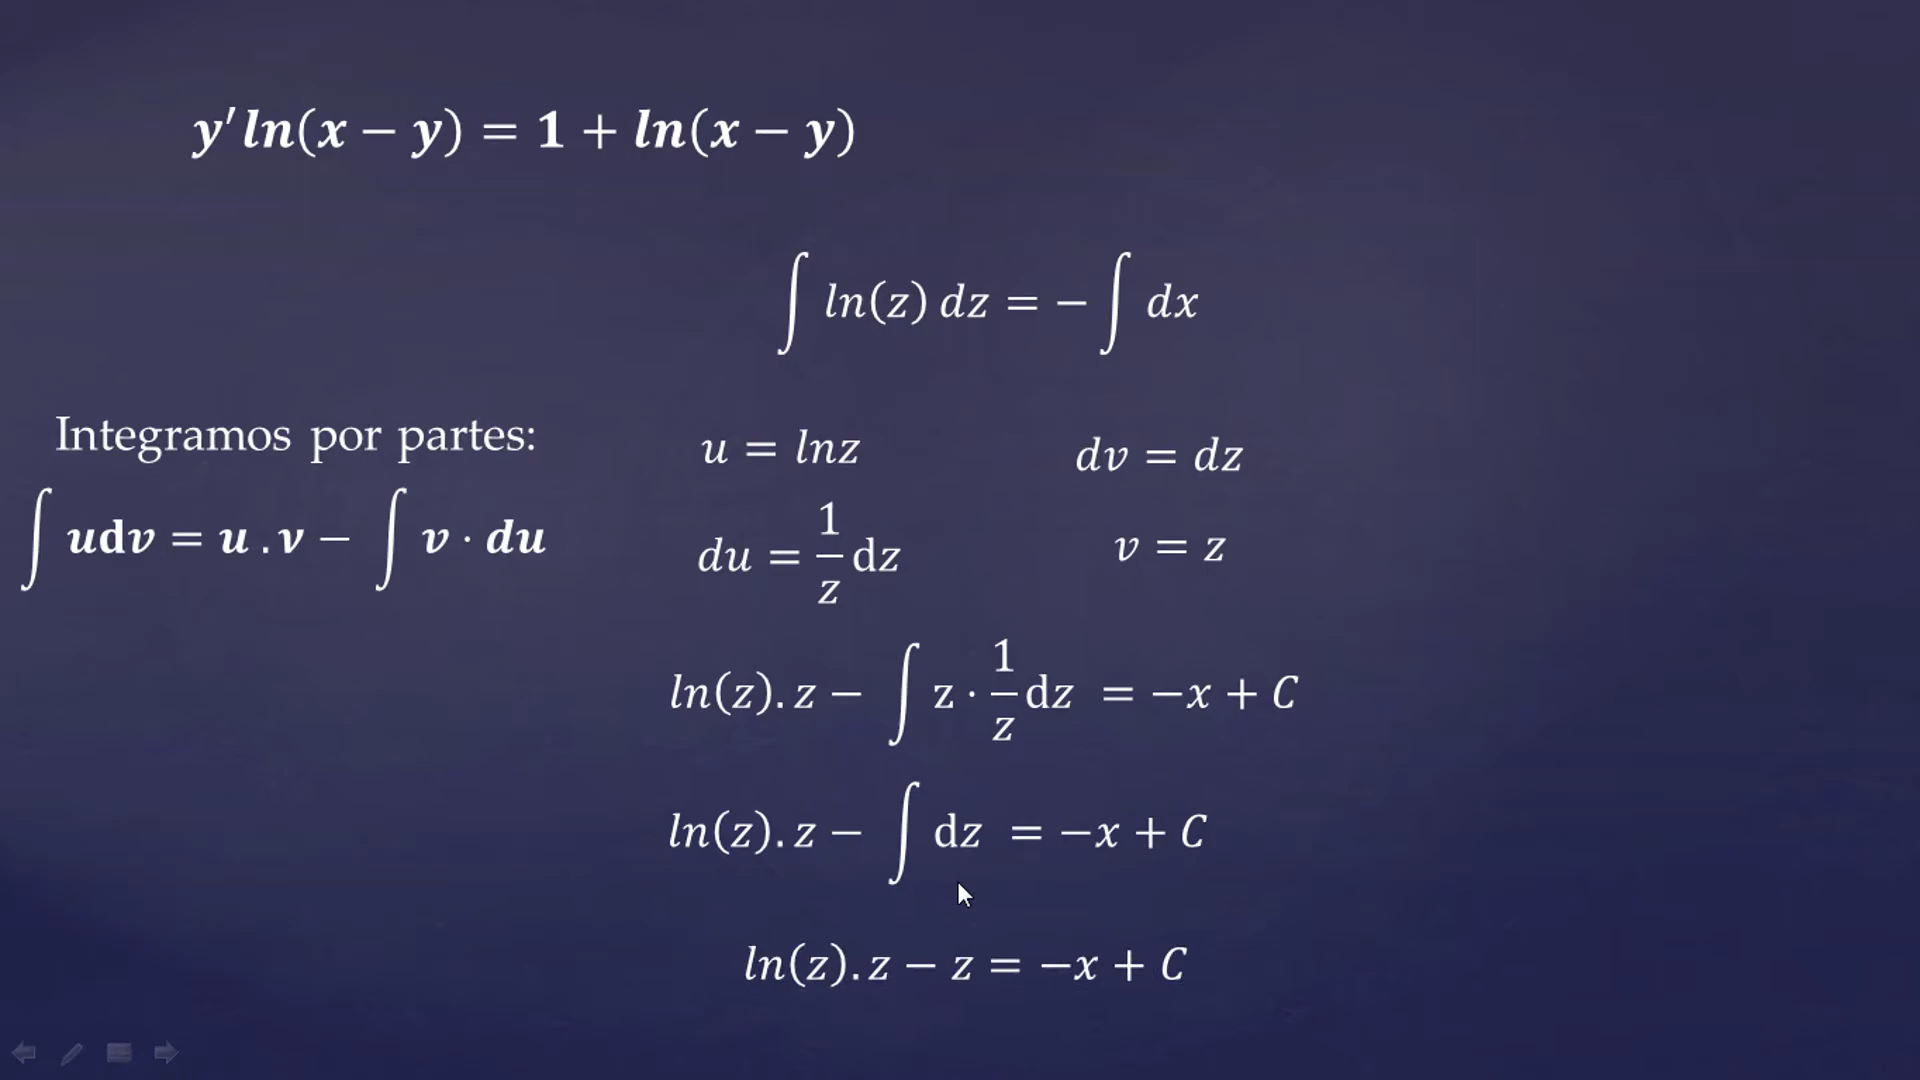 y′ln(x − y) = 1 + ln(x − y)
∫ ln(z) dz = − ∫ dx
Integramos por partes:
∫ udv = u . v − ∫ v · du
u = lnz
dv = dz
du = 1/z dz
v = z
ln(z). z − ∫ z · 1/z dz = −x + C
ln(z). z − ∫ dz = −x + C
ln(z). z − z = −x + C